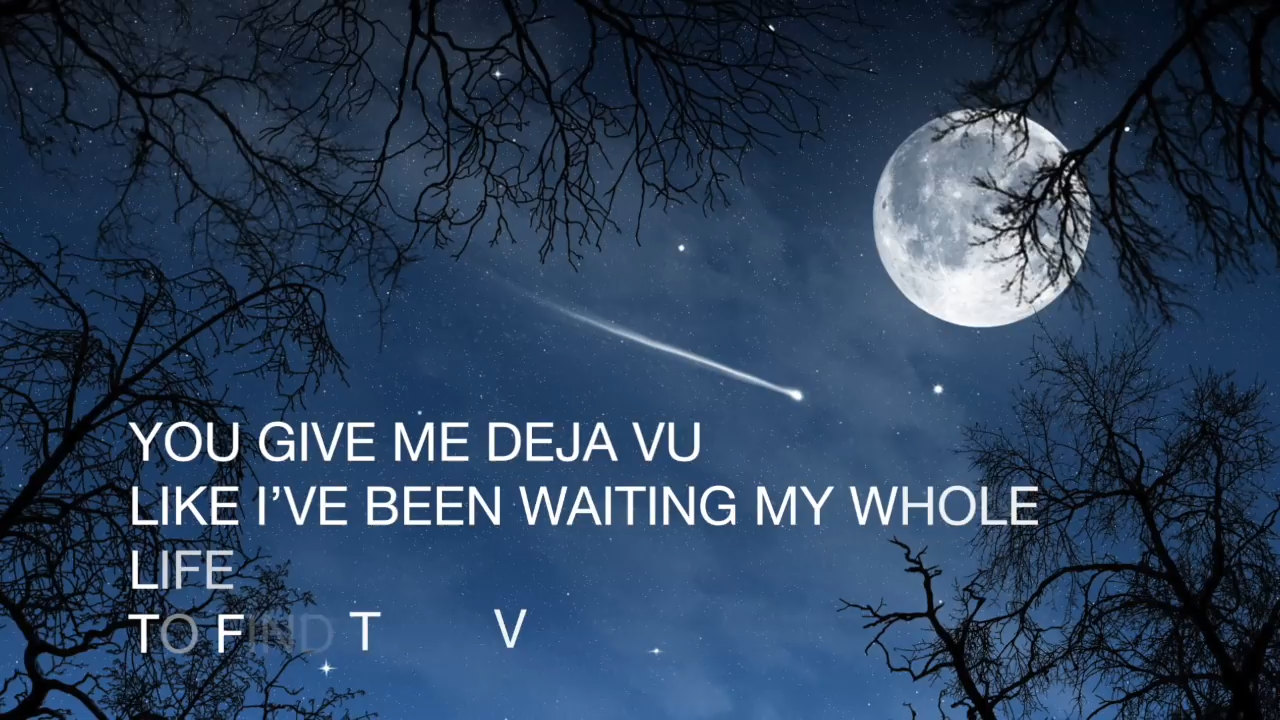 YOU GIVE ME DEJA VU
LIKE I’VE BEEN WAITING MY WHOLE
LIFE
TO FIND T V